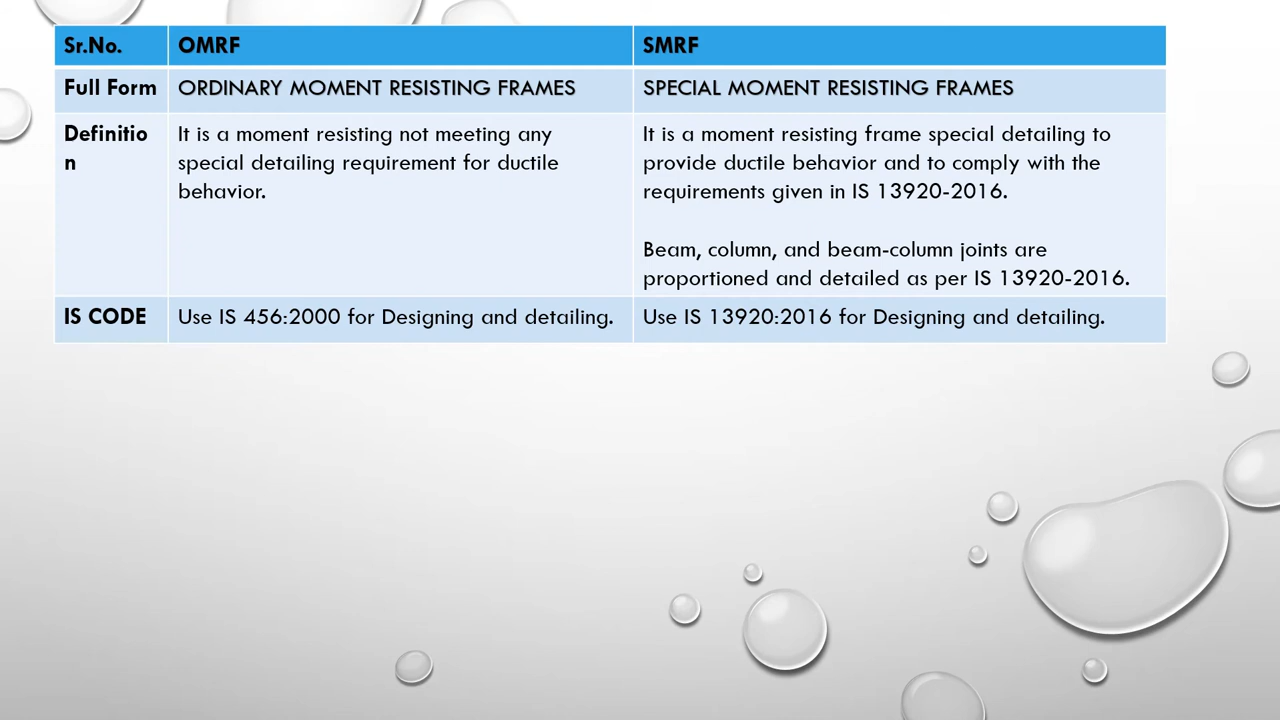 Sr.No. OMRF SMRF
Full Form ORDINARY MOMENT RESISTING FRAMES SPECIAL MOMENT RESISTING FRAMES
Definitio
n
It is a moment resisting not meeting any
special detailing requirement for ductile
behavior.
It is a moment resisting frame special detailing to
provide ductile behavior and to comply with the
requirements given in IS 13920-2016.
Beam, column, and beam-column joints are
proportioned and detailed as per IS 13920-2016.
IS CODE Use IS 456:2000 for Designing and detailing. Use IS 13920:2016 for Designing and detailing.